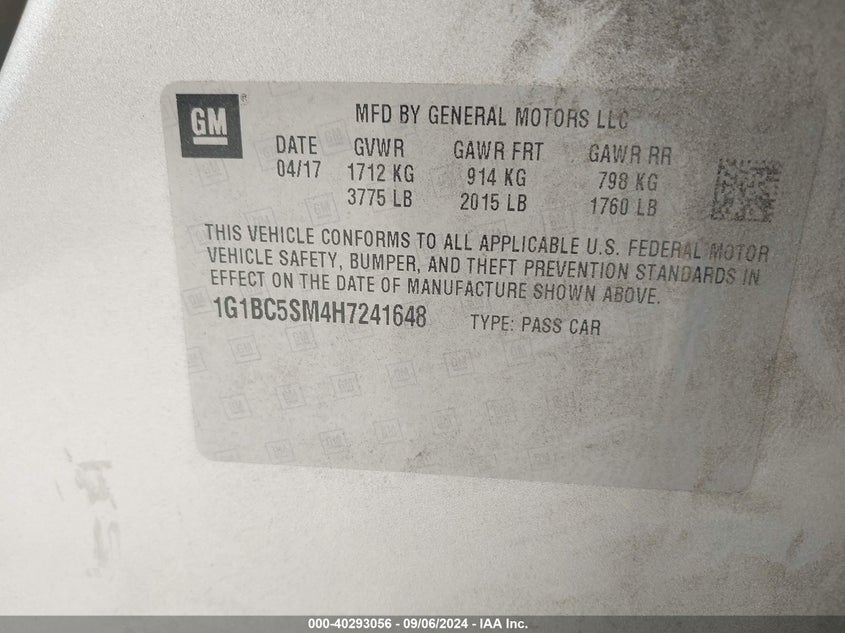 GM®
MFD BY GENERAL MOTORS LLC
DATE GVWR GAWR FRT GAWR RR
04/17 1712 KG 914 KG 798 KG
3775 LB 2015 LB 1760 LB
THIS VEHICLE CONFORMS TO ALL APPLICABLE U.S. FEDERAL MOTOR
VEHICLE SAFETY, BUMPER, AND THEFT PREVENTION STANDARDS IN
EFFECT ON THE DATE OF MANUFACTURE SHOWN ABOVE.
1G1BC5SM4H7241648 TYPE: PASS CAR
000-40293056 - 09/06/2024 - IAA Inc.